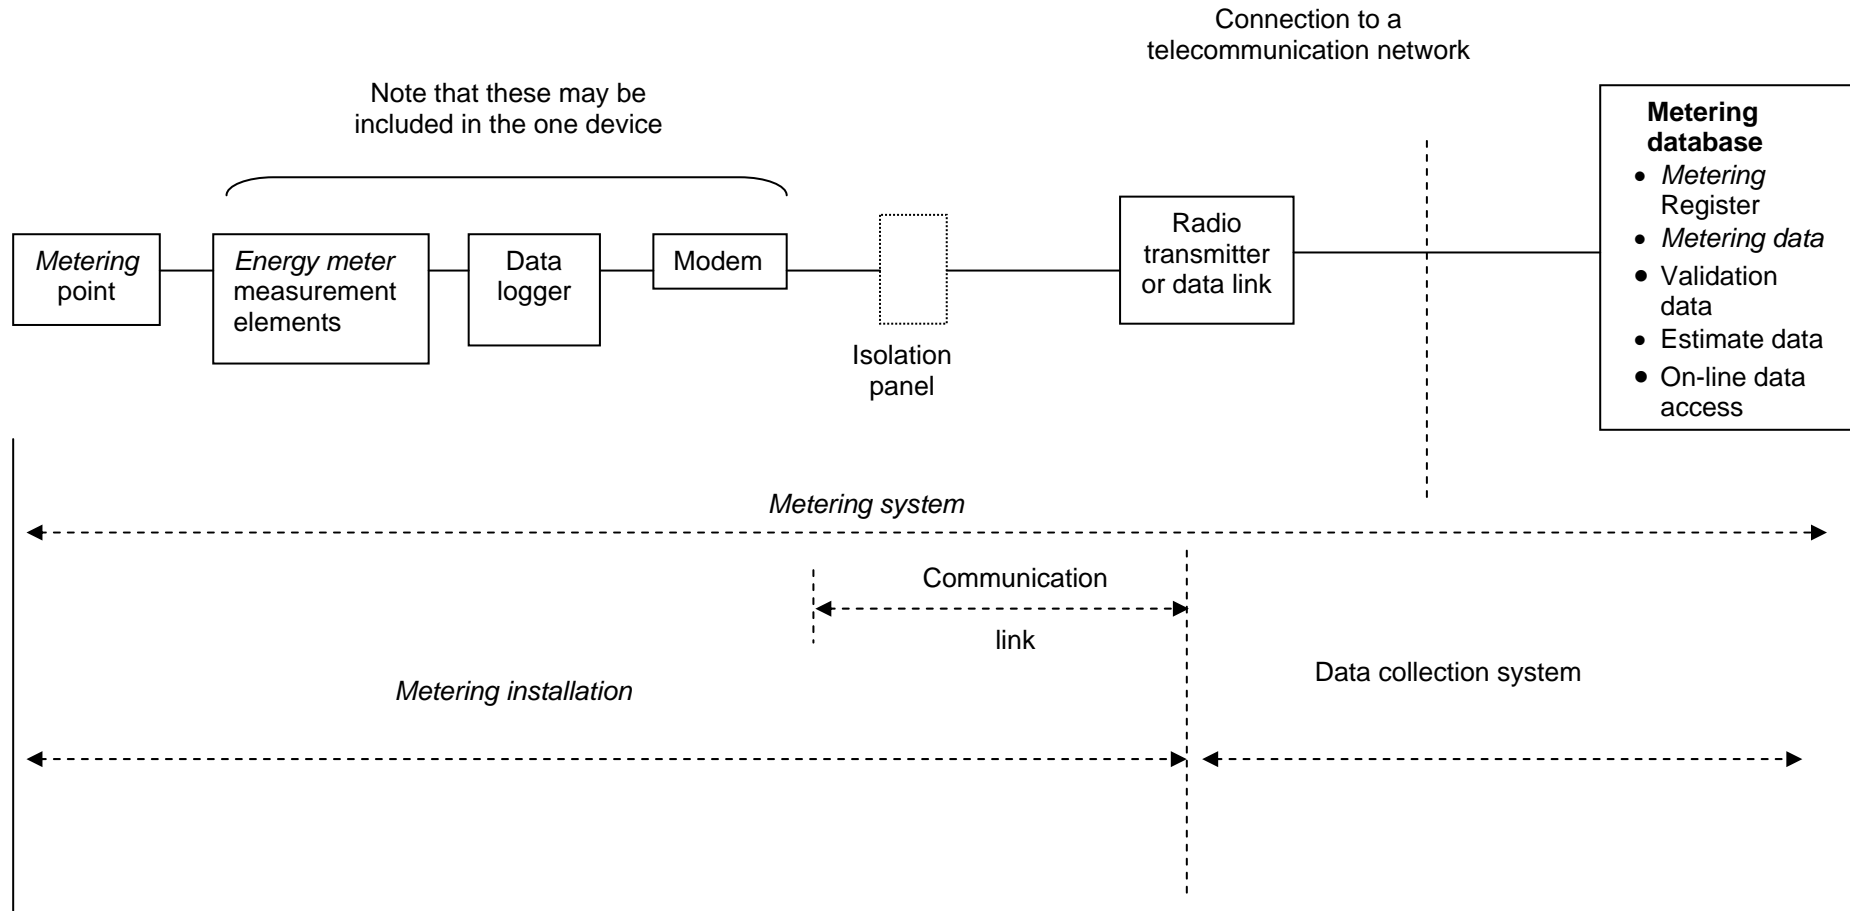 Connection to a
telecommunication network
Note that these may be
included in the one device
Metering
point
Energy meter
measurement
elements
Data
logger
Modem
Isolation
panel
Radio
transmitter
or data link
Metering
database
• Metering
Register
• Metering data
• Validation
data
• Estimate data
• On-line data
access
Metering system
Communication
link
Metering installation
Data collection system